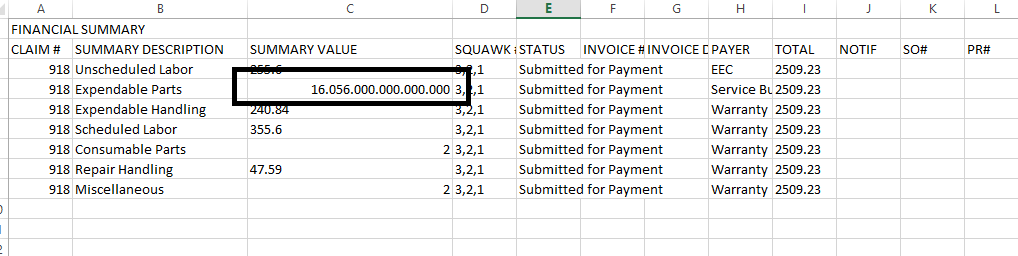 A B C D E F G H I J K L
FINANCIAL SUMMARY
CLAIM # SUMMARY DESCRIPTION SUMMARY VALUE SQUAWK STATUS INVOICE # INVOICE D PAYER TOTAL NOTIF SO# PR#
918 Unscheduled Labor 255.6 3,2,1 Submitted for Payment EEC 2509.23
918 Expendable Parts 16.056.000.000.000.000 3,2,1 Submitted for Payment Service Bu 2509.23
918 Expendable Handling 240.84 3,2,1 Submitted for Payment Warranty 2509.23
918 Scheduled Labor 355.6 3,2,1 Submitted for Payment Warranty 2509.23
918 Consumable Parts 2 3,2,1 Submitted for Payment Warranty 2509.23
918 Repair Handling 47.59 3,2,1 Submitted for Payment Warranty 2509.23
918 Miscellaneous 2 3,2,1 Submitted for Payment Warranty 2509.23